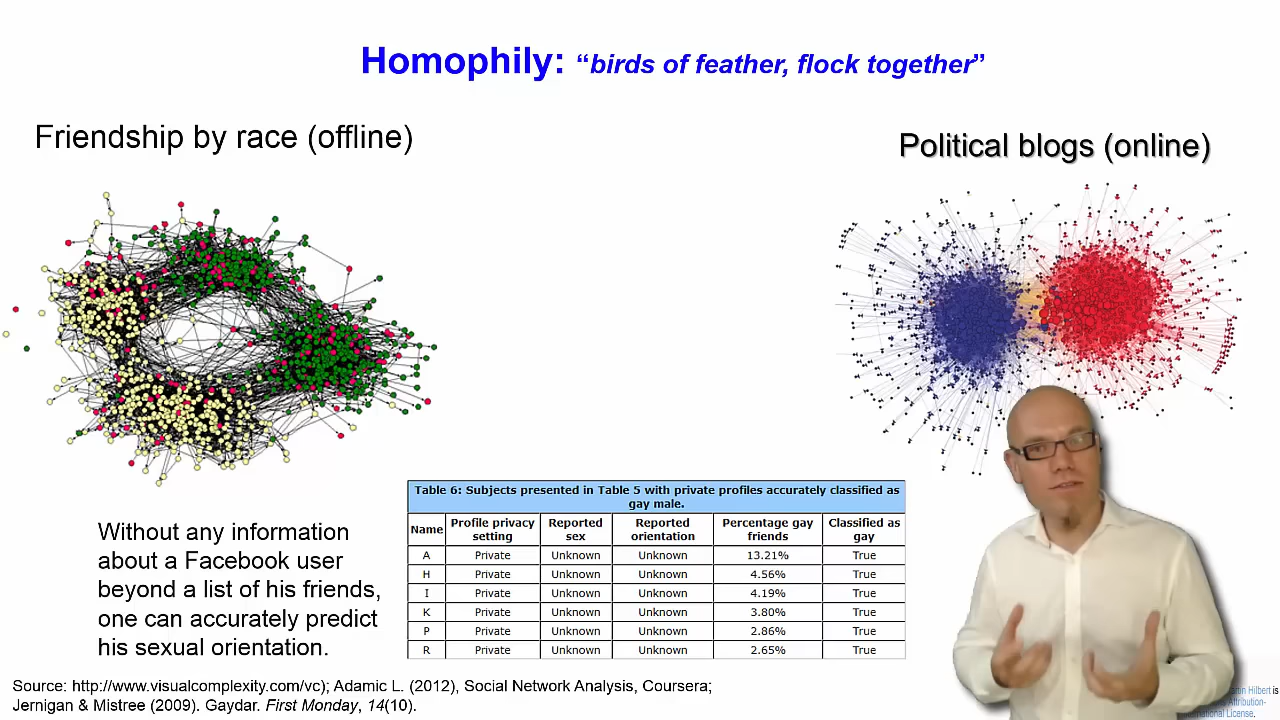 Homophily: “birds of feather, flock together”
Friendship by race (offline)
Political blogs (online)
Without any information
about a Facebook user
beyond a list of his friends,
one can accurately predict
his sexual orientation.
Table 6: Subjects presented in Table 5 with private profiles accurately classified as
gay male.
Name Profile privacy setting Reported sex Reported orientation Percentage gay friends Classified as gay
A Private Unknown Unknown 13.21% True
H Private Unknown Unknown 4.56% True
I Private Unknown Unknown 4.19% True
K Private Unknown Unknown 3.80% True
P Private Unknown Unknown 2.86% True
R Private Unknown Unknown 2.65% True
Source: http://www.visualcomplexity.com/vc); Adamic L. (2012), Social Network Analysis, Coursera;
Jernigan & Mistree (2009). Gaydar. First Monday, 14(10).
Hilbert is
Attribution-
License.